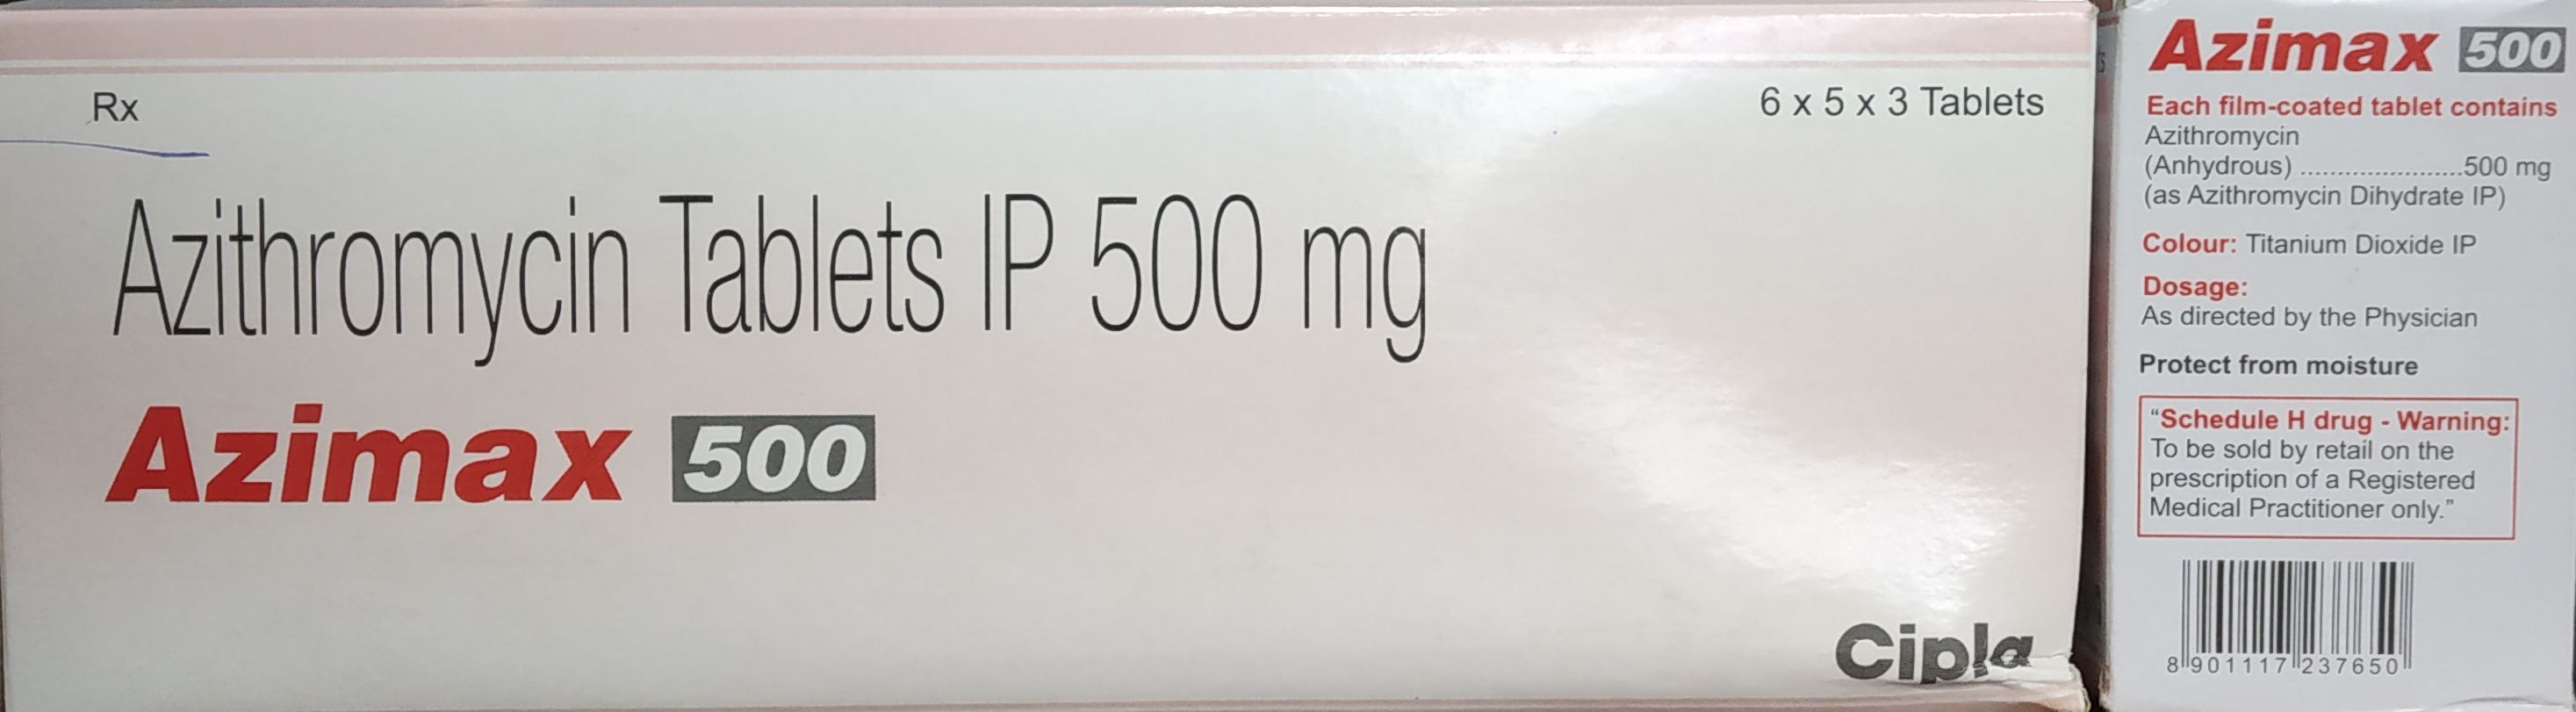 Rx
6 x 5 x 3 Tablets
Azithromycin Tablets IP 500 mg
Azimax 500
Cipla
Azimax 500
Each film-coated tablet contains
Azithromycin
(Anhydrous) ......................500 mg
(as Azithromycin Dihydrate IP)
Colour: Titanium Dioxide IP
Dosage:
As directed by the Physician
Protect from moisture
“Schedule H drug - Warning:
To be sold by retail on the
prescription of a Registered
Medical Practitioner only.”
8 901117 237650